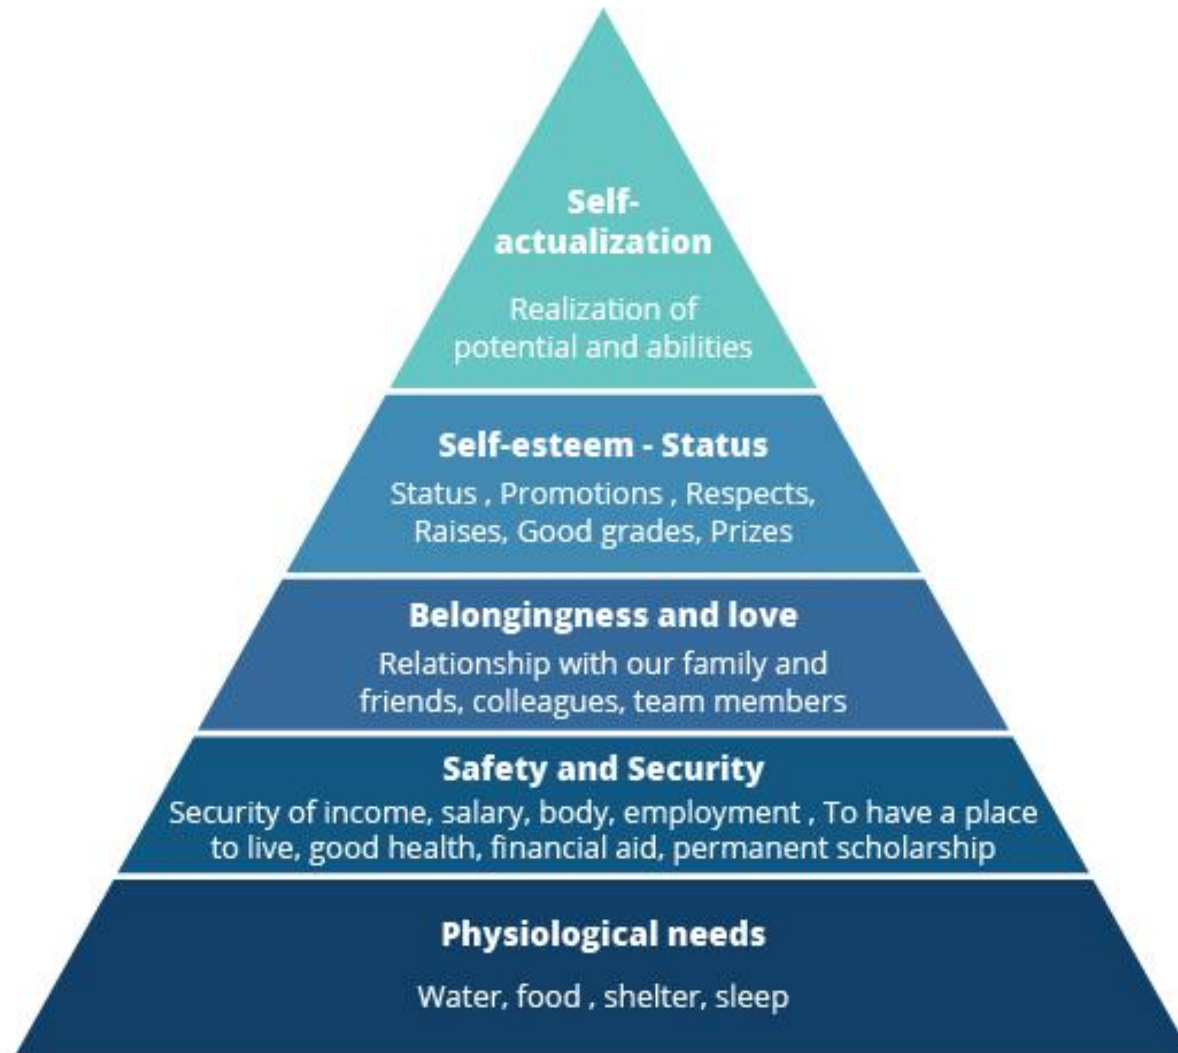 Self-
actualization
Realization of
potential and abilities
Self-esteem - Status
Status , Promotions , Respects,
Raises, Good grades, Prizes
Belongingness and love
Relationship with our family and
friends, colleagues, team members
Safety and Security
Security of income, salary, body, employment , To have a place
to live, good health, financial aid, permanent scholarship
Physiological needs
Water, food , shelter, sleep